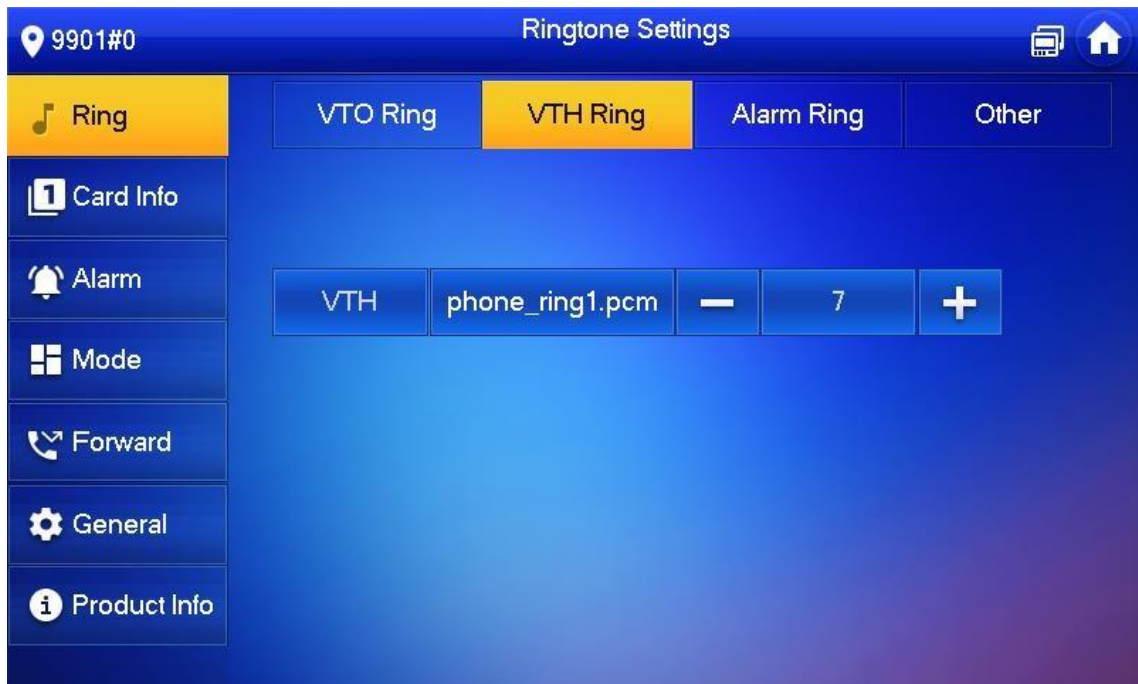 9901#0
Ringtone Settings
Ring
VTO Ring
VTH Ring
Alarm Ring
Other
1 Card Info
Alarm
VTH
phone_ring1.pcm
7
Mode
Forward
General
i Product Info